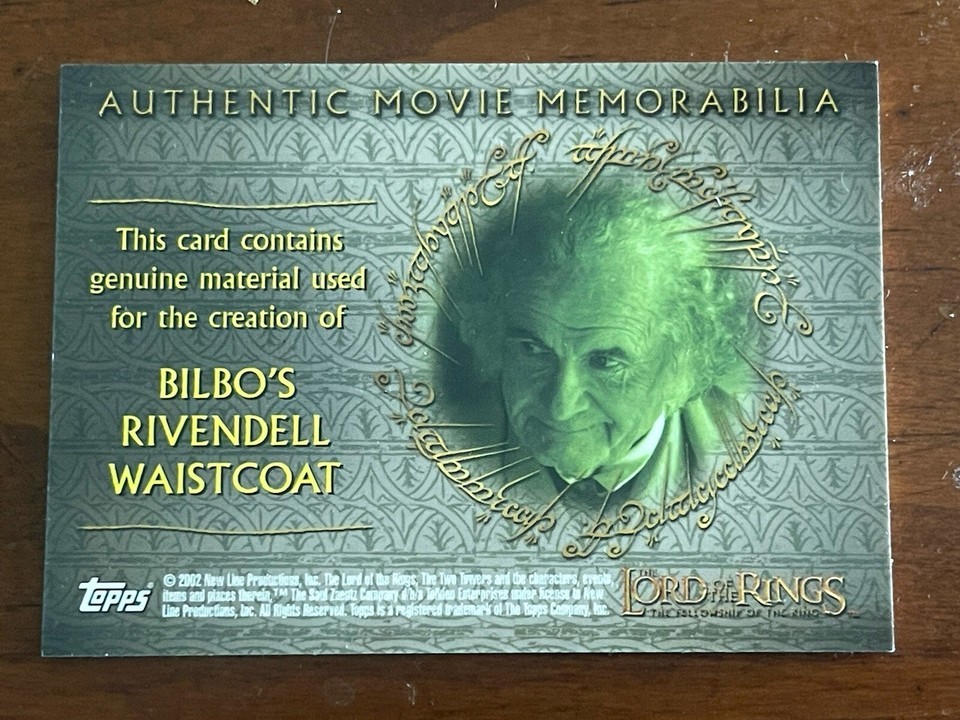 AUTHENTIC MOVIE MEMORABILIA
This card contains
genuine material used
for the creation of
BILBO'S
RIVENDELL
WAISTCOAT
Topps
© 2002 New Line Productions, Inc. The Lord of the Rings, The Two Towers and the characters, events,
items and places therein, ™ The Saul Zaentz Company d/b/a Tolkien Enterprises under license to New
Line Productions, Inc. All Rights Reserved. Topps is a registered trademark of The Topps Company, Inc.
THE
LORD OF THE RINGS
THE FELLOWSHIP OF THE RING